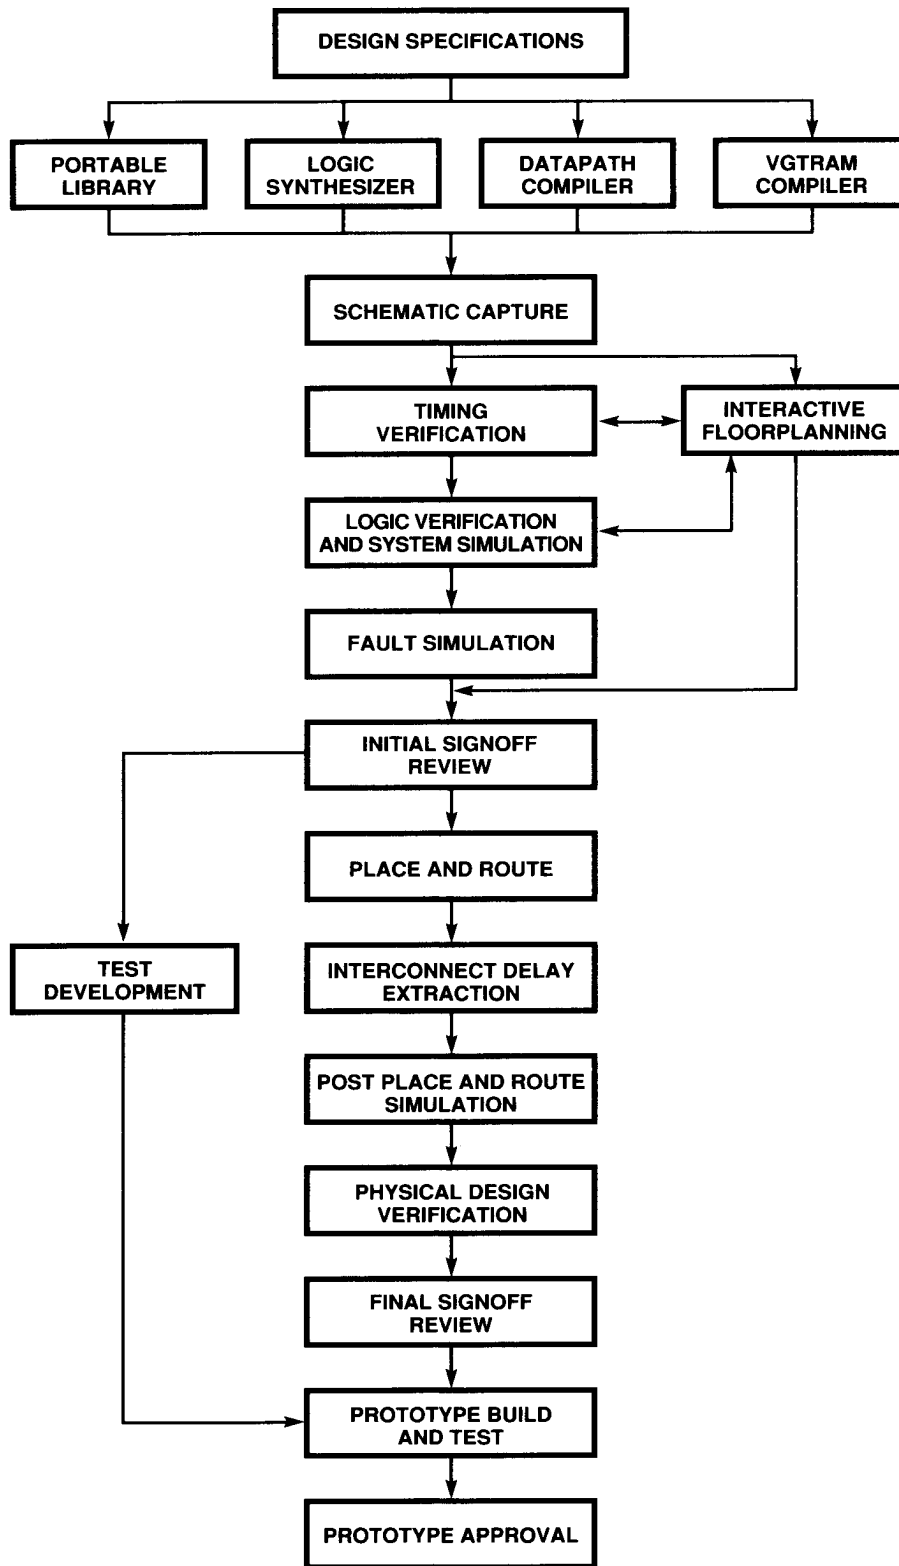 DESIGN SPECIFICATIONS
PORTABLE
LIBRARY
LOGIC
SYNTHESIZER
DATAPATH
COMPILER
VGTRAM
COMPILER
SCHEMATIC CAPTURE
TIMING
VERIFICATION
INTERACTIVE
FLOORPLANNING
LOGIC VERIFICATION
AND SYSTEM SIMULATION
FAULT SIMULATION
INITIAL SIGNOFF
REVIEW
PLACE AND ROUTE
TEST
DEVELOPMENT
INTERCONNECT DELAY
EXTRACTION
POST PLACE AND ROUTE
SIMULATION
PHYSICAL DESIGN
VERIFICATION
FINAL SIGNOFF
REVIEW
PROTOTYPE BUILD
AND TEST
PROTOTYPE APPROVAL